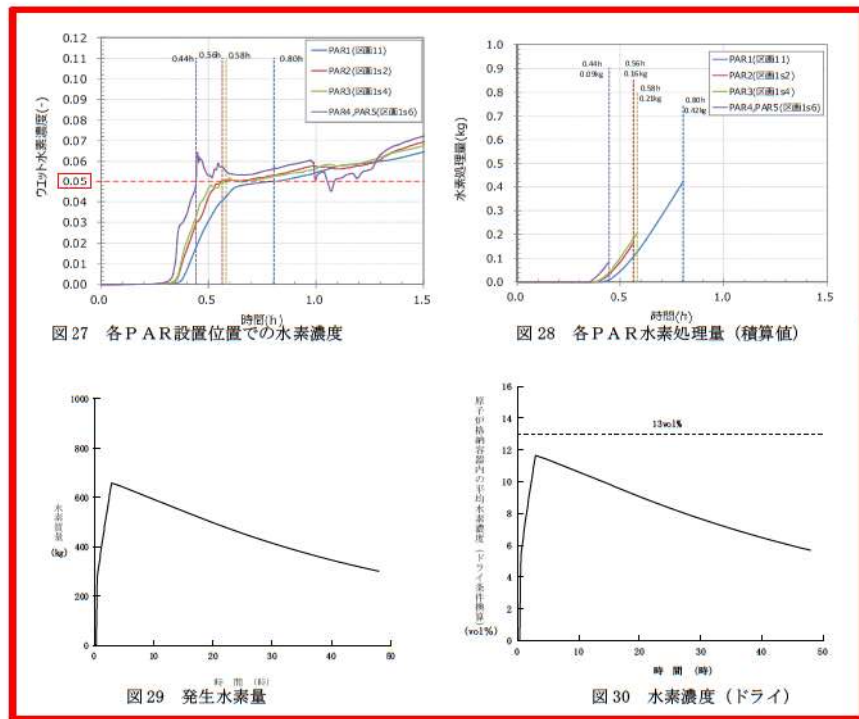 0.12
0.11
0.10
0.09
0.08
0.07
0.06
0.05
0.04
0.03
0.02
0.01
0.00
ウエット水素濃度(-)
0.44h
0.56h
0.58h
0.80h
PAR1(区画11)
PAR2(区画1s2)
PAR3(区画1s4)
PAR4,PAR5(区画1s6)
0.0 0.5 1.0 1.5
時間(h)
図27 各PAR設置位置での水素濃度
1.0
0.9
0.8
0.7
0.6
0.5
0.4
0.3
0.2
0.1
0.0
水素処理量(kg)
0.44h
0.09kg
0.56h
0.16kg
0.58h
0.21kg
0.80h
0.42kg
PAR1(区画11)
PAR2(区画1s2)
PAR3(区画1s4)
PAR4,PAR5(区画1s6)
0.0 0.5 1.0 1.5
時間(h)
図28 各PAR水素処理量(積算値)
1000
800
600
400
200
0
水素質量
(kg)
0 10 20 30 40 50
時 間 (時)
図29 発生水素量
16
14
12
10
8
6
4
2
0
原子炉格納容器内の平均水素濃度(ドライ条件換算)
(vol%)
13vol%
0 10 20 30 40 50
時 間 (時)
図30 水素濃度(ドライ)